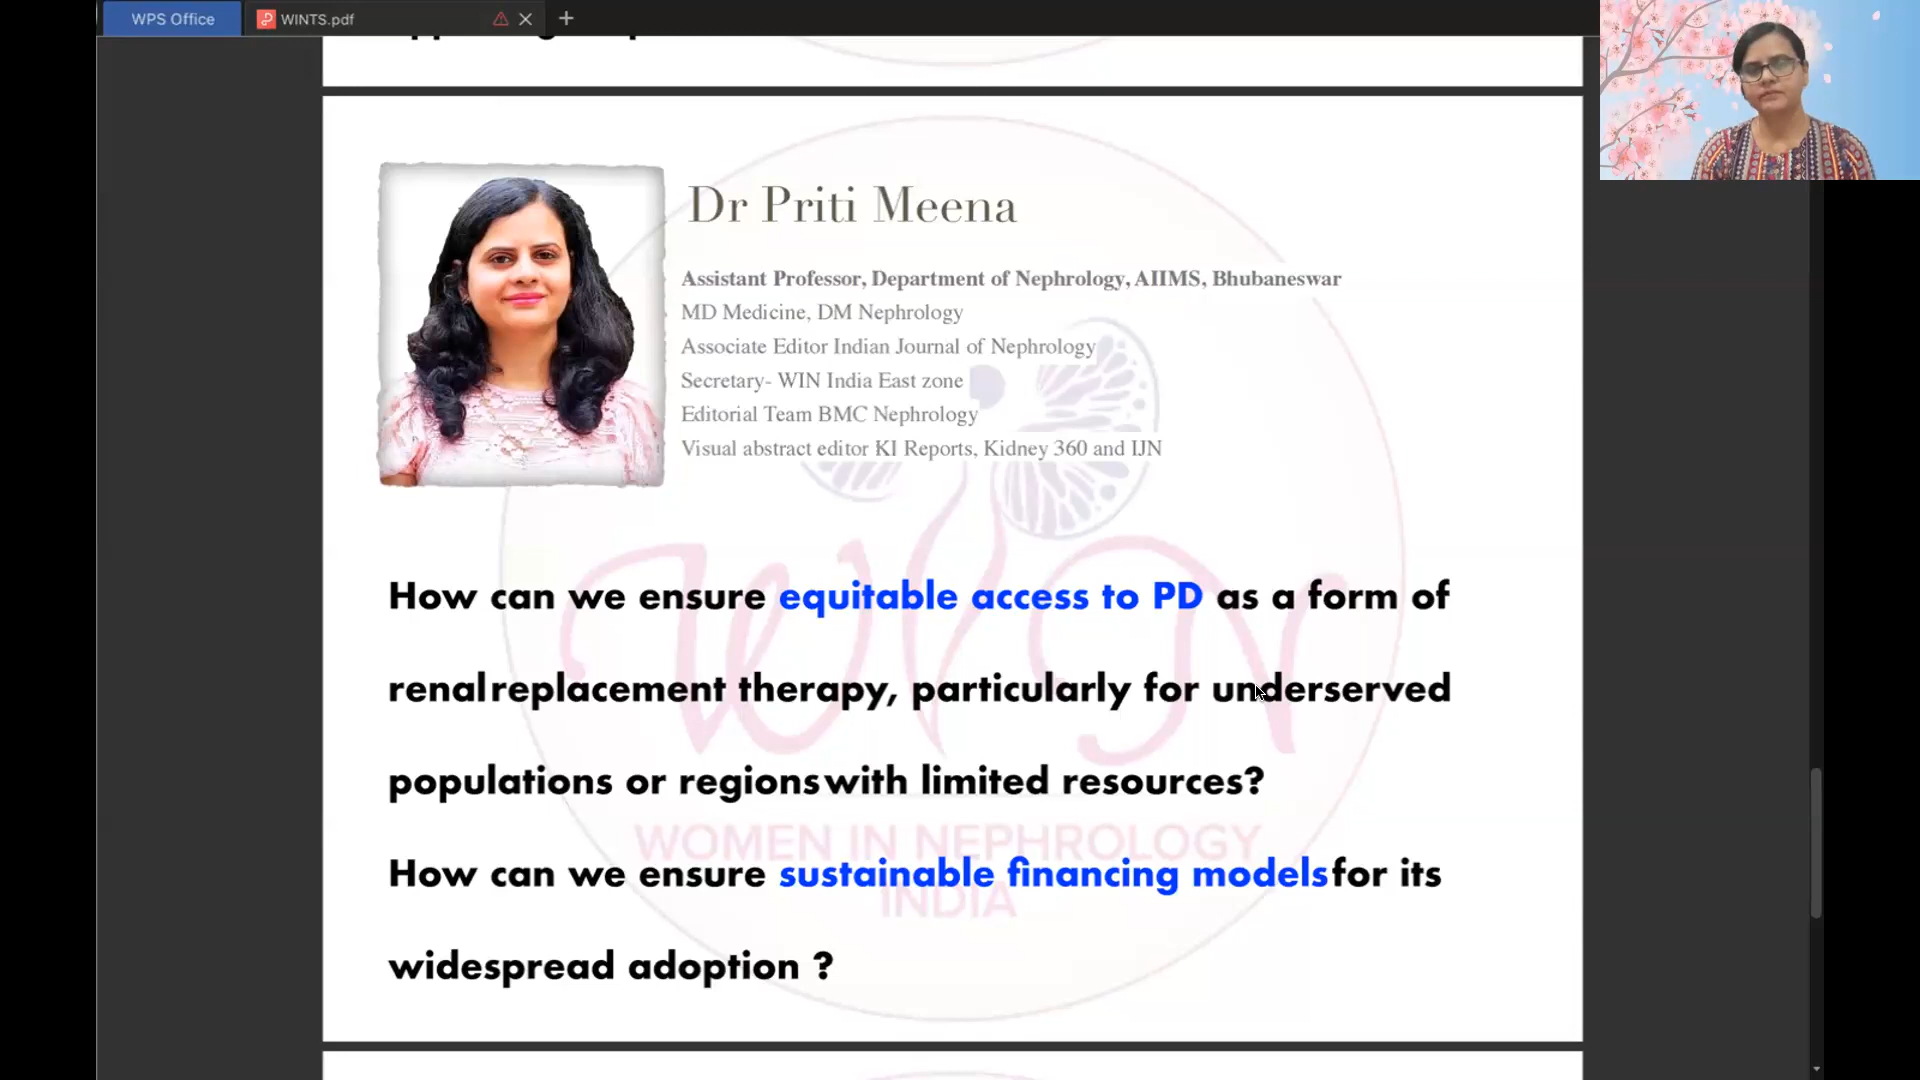 WPS Office
WINTS.pdf
Dr Priti Meena
Assistant Professor, Department of Nephrology, AIIMS, Bhubaneswar
MD Medicine, DM Nephrology
Associate Editor Indian Journal of Nephrology
Secretary- WIN India East zone
Editorial Team BMC Nephrology
Visual abstract editor KI Reports, Kidney 360 and IJN
How can we ensure equitable access to PD as a form of
renal replacement therapy, particularly for underserved
populations or regions with limited resources?
WOMEN IN NEPHROLOGY
How can we ensure sustainable financing models for its
INDIA
widespread adoption ?
WIN